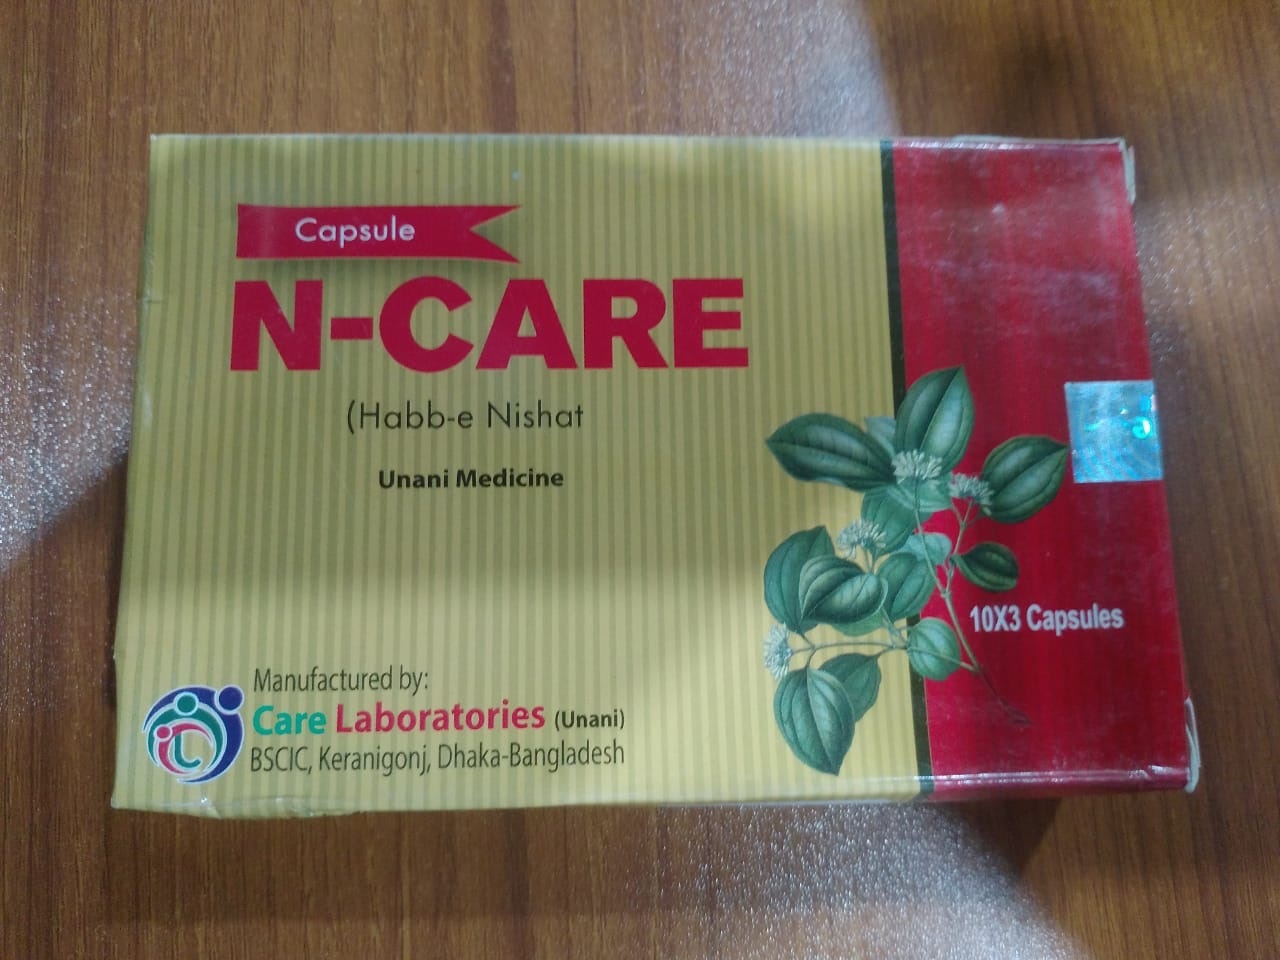 Capsule
N-CARE
(Habb-e Nishat
Unani Medicine
10X3 Capsules
Manufactured by:
Care Laboratories (Unani)
BSCIC, Keranigonj, Dhaka-Bangladesh